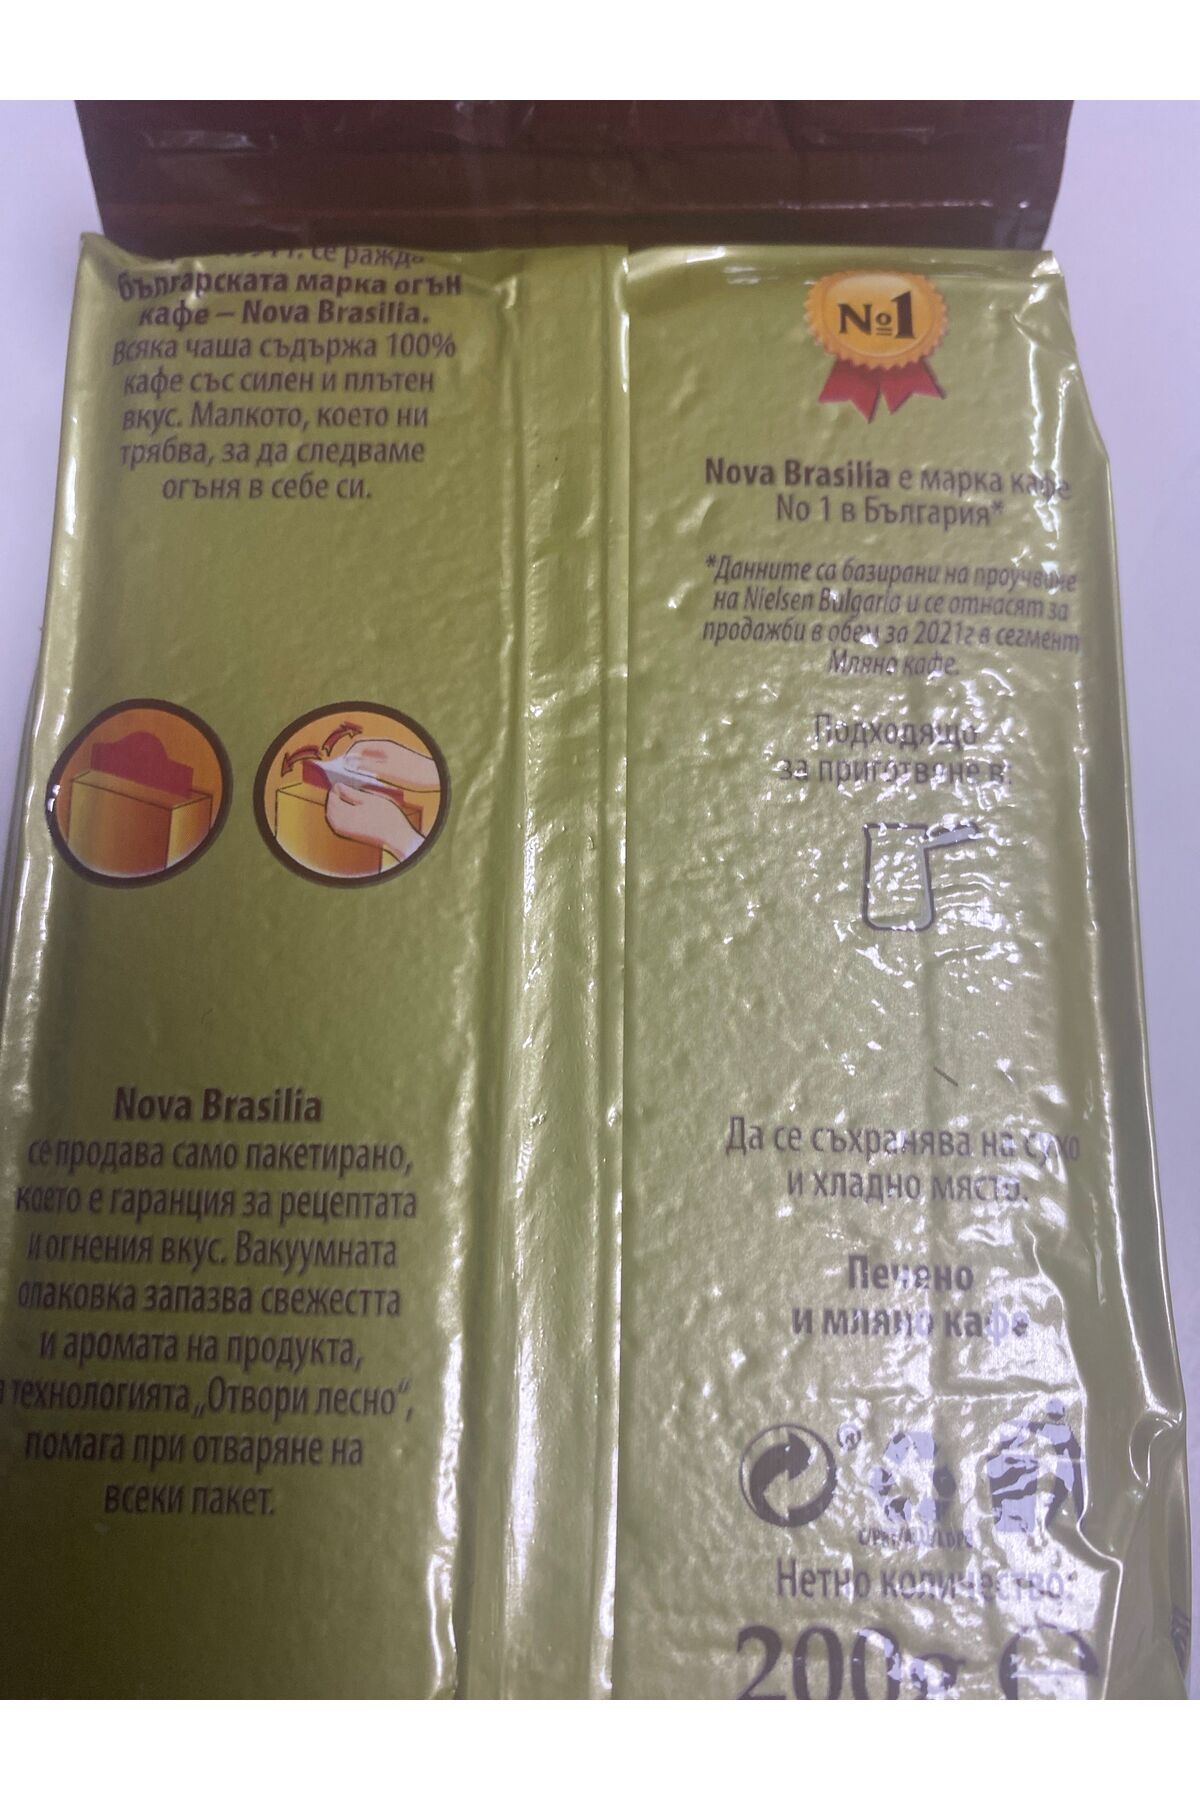 се ражда
българската марка огън
кафе – Nova Brasilia.
Всяка чаша съдържа 100%
кафе със силен и плътен
вкус. Малкото, което ни
трябва, за да следваме
огъня в себе си.
Nova Brasilia
се продава само пакетирано,
което е гаранция за рецептата
и огнения вкус. Вакуумната
опаковка запазва свежестта
и аромата на продукта,
а технологията „Отвори лесно“,
помага при отваряне на
всеки пакет.
№1
Nova Brasilia е марка кафе
No 1 в България*
*Данните са базирани на проучване
на Nielsen Bulgaria и се отнасят за
продажби в обем за 2021г в сегмент
Мляно кафе.
Подходящо
за приготвяне в:
Да се съхранява на сухо
и хладно място.
Печено
и мляно кафе
Нетно количество:
200g ℮